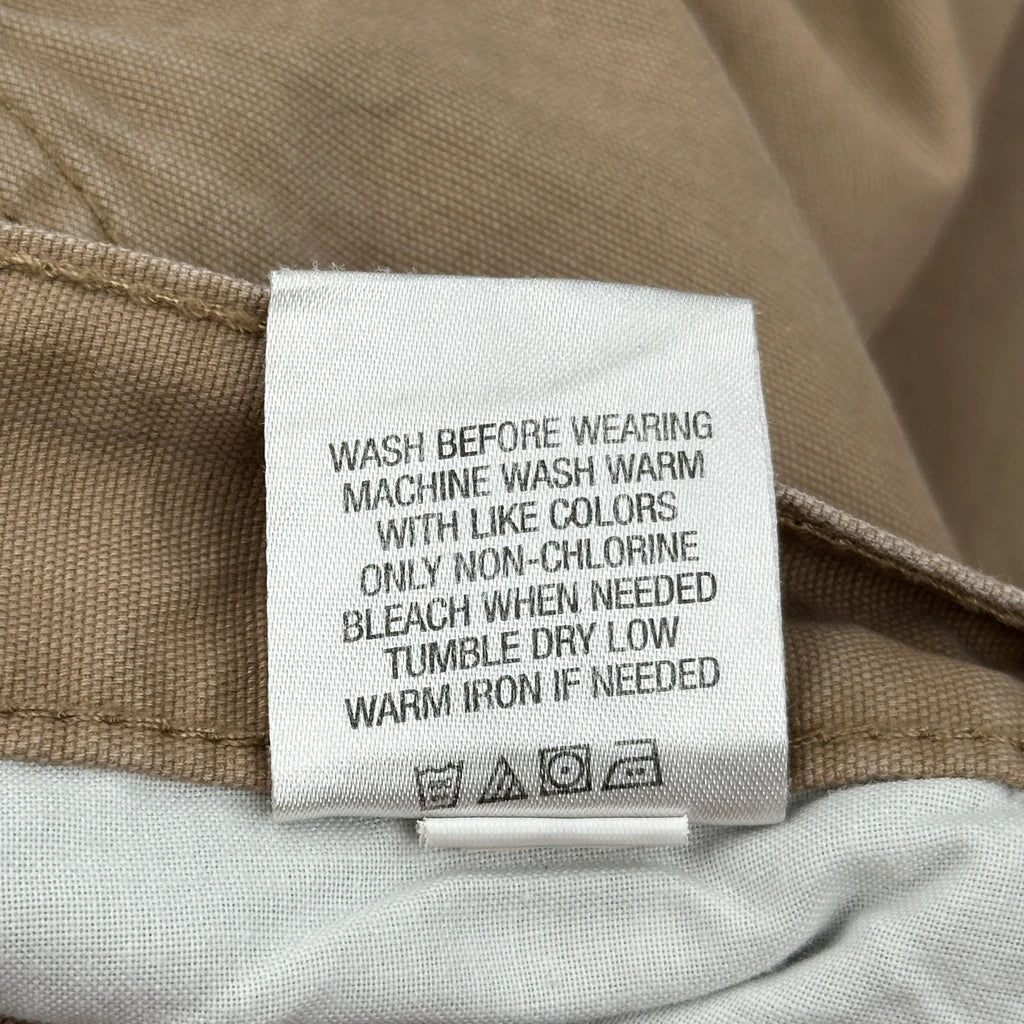 WASH BEFORE WEARING
MACHINE WASH WARM
WITH LIKE COLORS
ONLY NON-CHLORINE
BLEACH WHEN NEEDED
TUMBLE DRY LOW
WARM IRON IF NEEDED